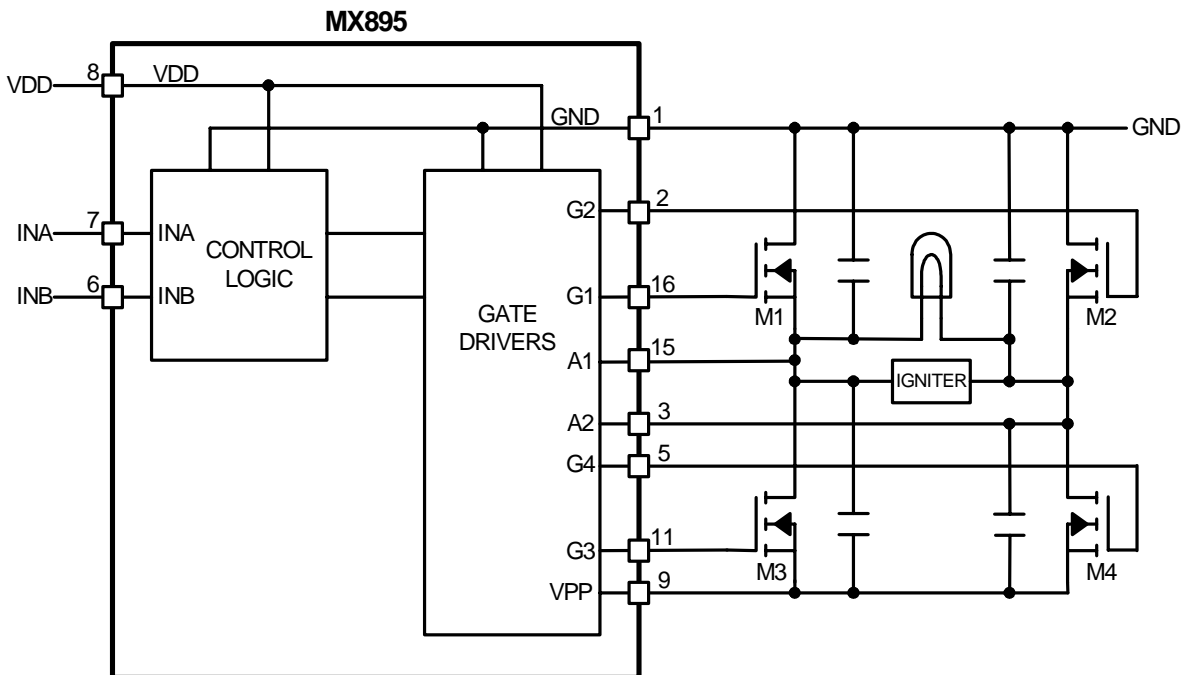 MX895
VDD
8
VDD
GND
1
GND
G2
2
INA
7
INA
CONTROL
LOGIC
INB
6
INB
G1
16
M1
M2
GATE
DRIVERS
A1
15
IGNITER
A2
3
G4
5
G3
11
M3
M4
VPP
9